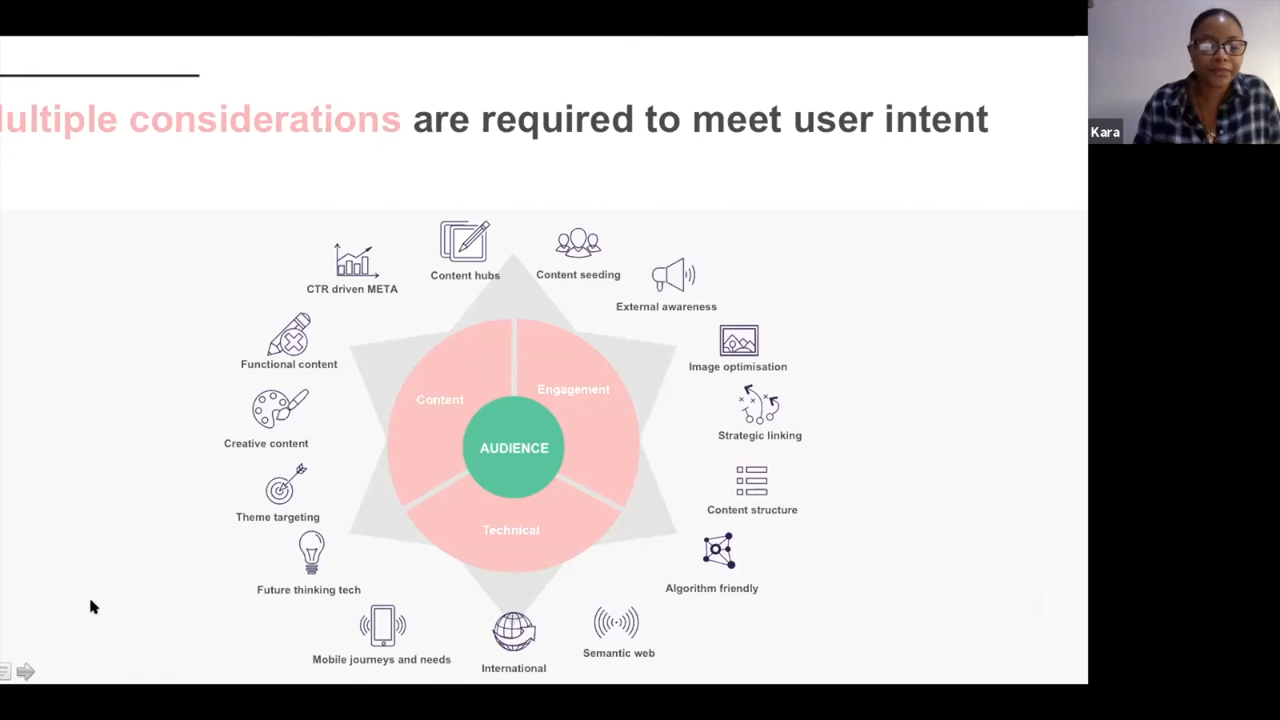 ultiple considerations are required to meet user intent
Kara
Content hubs
Content seeding
CTR driven META
External awareness
Functional content
Image optimisation
Content
Engagement
Creative content
Strategic linking
AUDIENCE
Theme targeting
Content structure
Technical
Future thinking tech
Algorithm friendly
Mobile journeys and needs
International
Semantic web